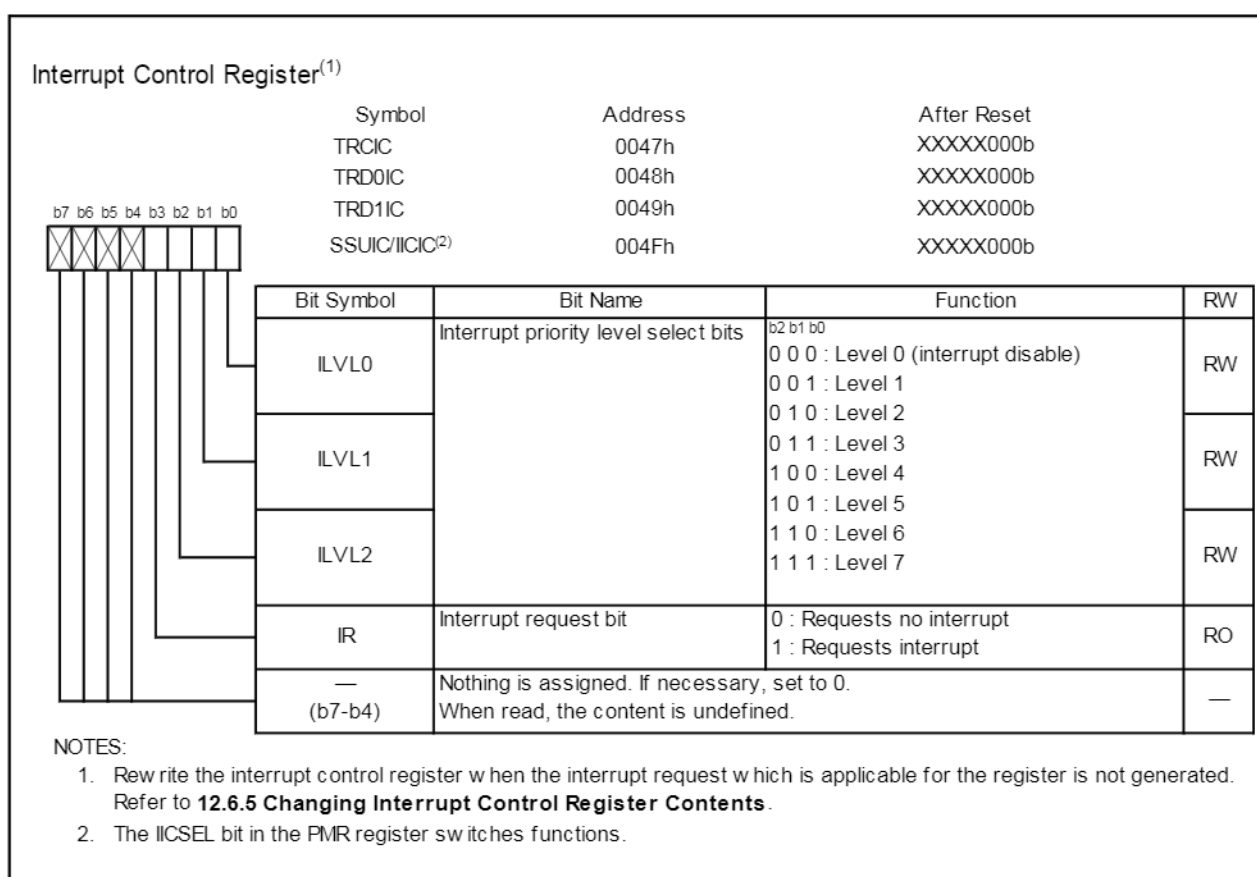 Interrupt Control Register(1)
Symbol Address After Reset
TRCIC 0047h XXXXX000b
TRD0IC 0048h XXXXX000b
TRD1IC 0049h XXXXX000b
SSUIC/IICIC(2) 004Fh XXXXX000b
b7 b6 b5 b4 b3 b2 b1 b0
Bit Symbol Bit Name Function RW
ILVL0 Interrupt priority level select bits b2 b1 b0
0 0 0 : Level 0 (interrupt disable) RW
0 0 1 : Level 1
0 1 0 : Level 2
ILVL1 0 1 1 : Level 3 RW
1 0 0 : Level 4
1 0 1 : Level 5
ILVL2 1 1 0 : Level 6 RW
1 1 1 : Level 7
IR Interrupt request bit 0 : Requests no interrupt RO
1 : Requests interrupt
— Nothing is assigned. If necessary, set to 0. —
(b7-b4) When read, the content is undefined.
NOTES:
1. Rewrite the interrupt control register when the interrupt request which is applicable for the register is not generated.
Refer to 12.6.5 Changing Interrupt Control Register Contents.
2. The IICSEL bit in the PMR register switches functions.